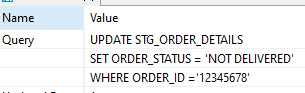 Name Value
Query UPDATE STG_ORDER_DETAILS
SET ORDER_STATUS = 'NOT DELIVERED'
WHERE ORDER_ID ='12345678'